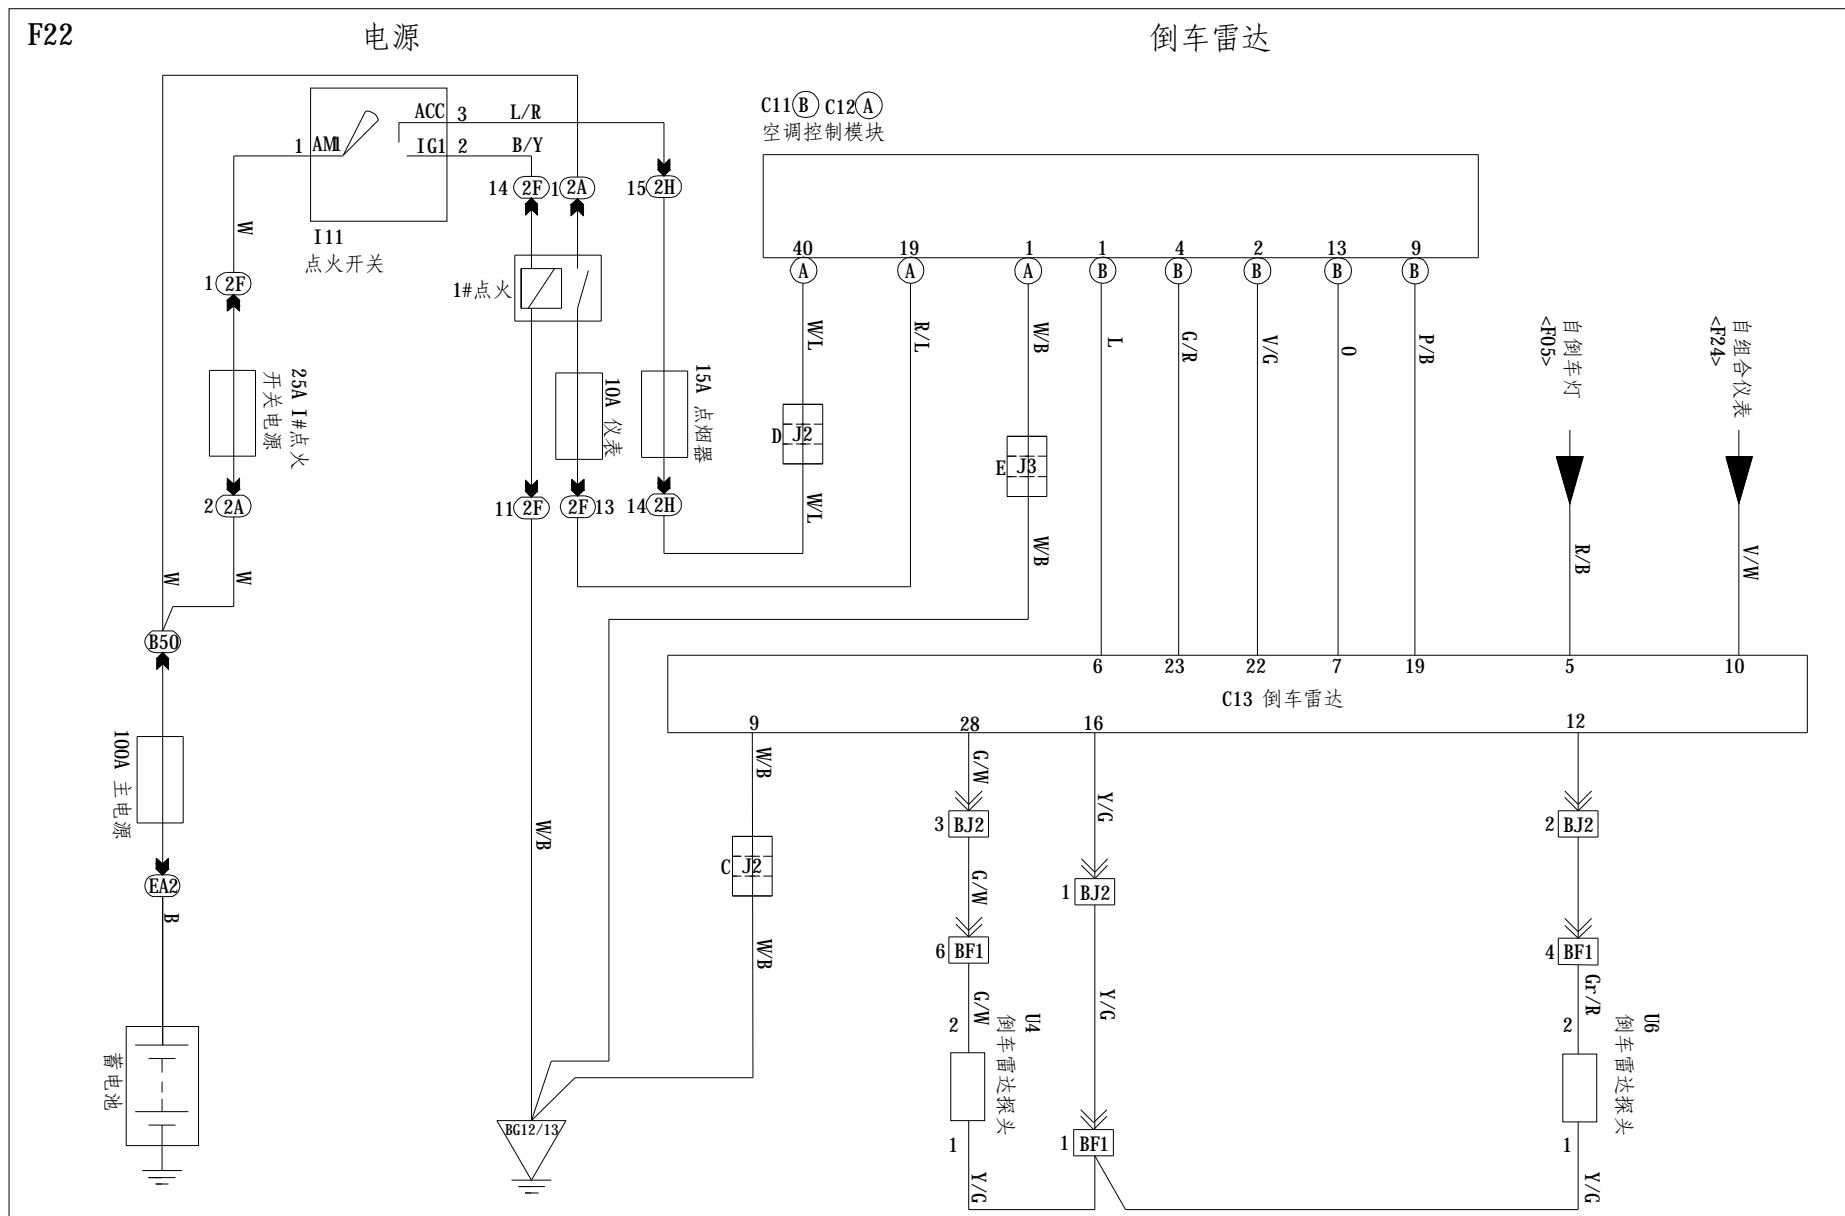 F22
电源
倒车雷达
C11 B C12 A
空调控制模块
ACC 3 L/R
1 AM1
IG1 2 B/Y
14 2F
1 2A
15 2H
I11
点火开关
W
1 2F
1#点火
40 19 1 1 4 2 13 9
A A A B B B B B
W/L
R/L
W/B
L
G/R
V/G
O
P/B
自倒车灯
<F05>
自组合仪表
<F24>
25A I#点火
开关电源
10A 仪表
15A 点烟器
D J2
E J3
2 2A
11 2F
2F 13
14 2H
W/L
W/B
R/B
V/W
W
W
B50
6 23 22 7 19 5 10
C13 倒车雷达
9 28 16 12
100A 主电源
W/B
W/B
G/W
Y/G
3 BJ2
2 BJ2
C J2
1 BJ2
EA2
B
G/W
W/B
6 BF1
4 BF1
G/W
Y/G
Gr/R
2
U4
倒车雷达探头
2
U6
倒车雷达探头
蓄电池
BG12/13
1
1 BF1
1
Y/G
Y/G